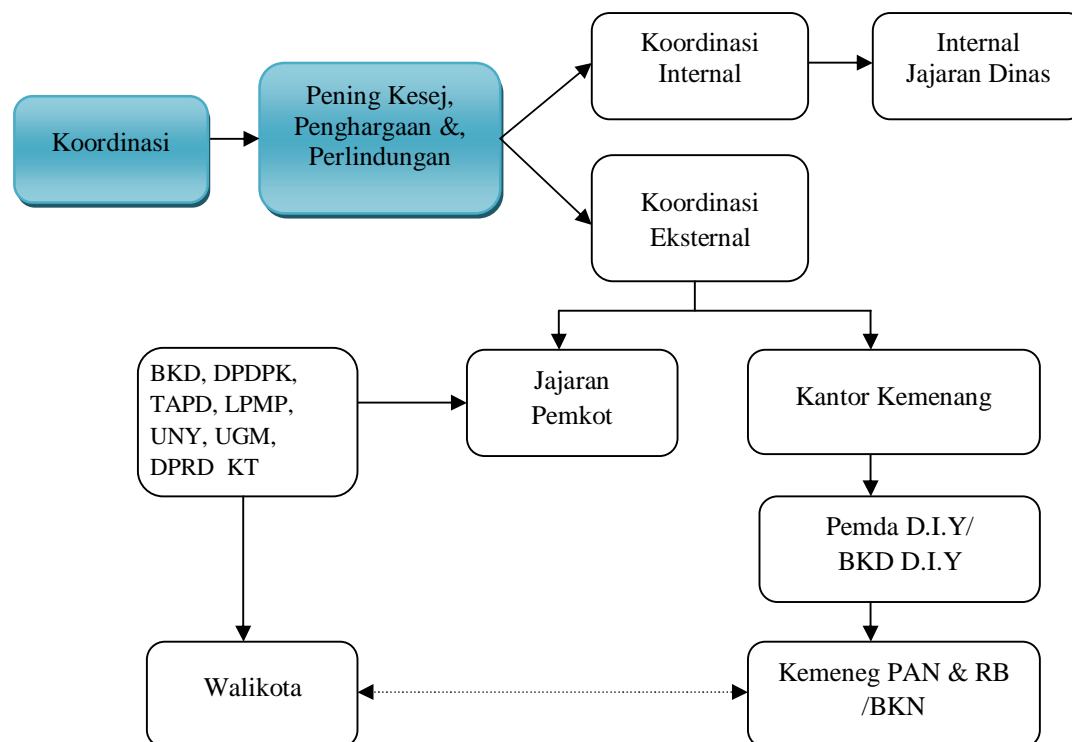 Koordinasi
Pening Kesej,
Penghargaan &,
Perlindungan
Koordinasi
Internal
Internal
Jajaran Dinas
Koordinasi
Eksternal
BKD, DPDPK,
TAPD, LPMP,
UNY, UGM,
DPRD KT
Jajaran
Pemkot
Kantor Kemenang
Pemda D.I.Y/
BKD D.I.Y
Walikota
Kemeneg PAN & RB
/BKN